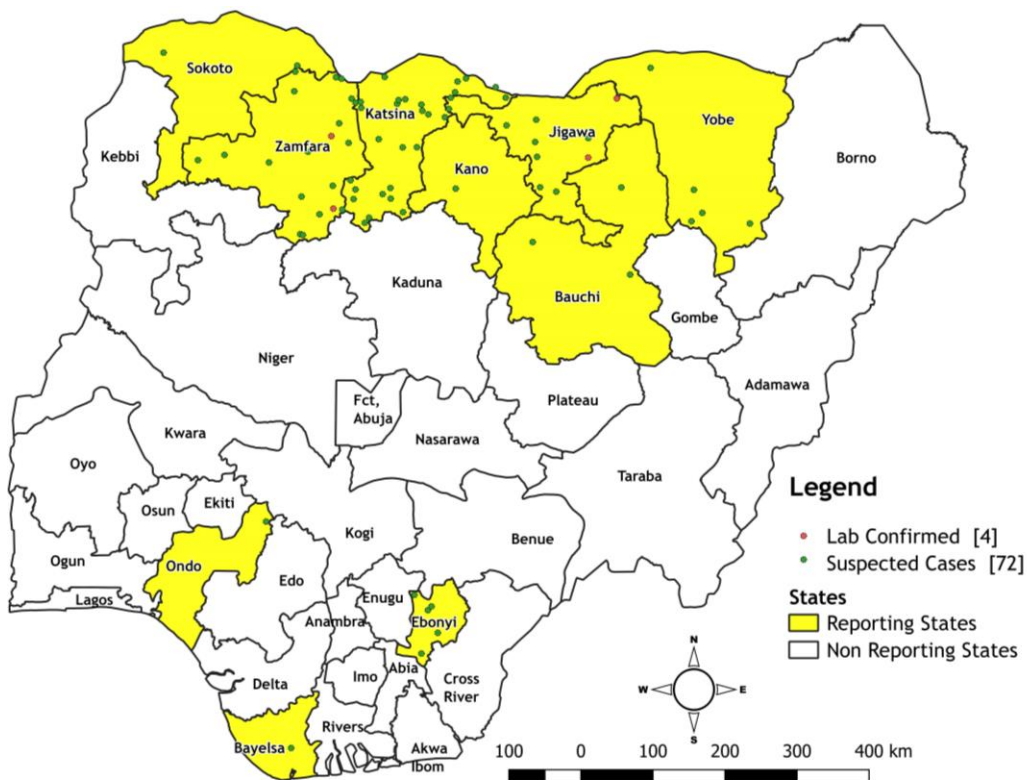 Sokoto
Katsina
Jigawa
Yobe
Kebbi
Zamfara
Kano
Borno
Kaduna
Bauchi
Gombe
Niger
Adamawa
Fct,
Abuja
Plateau
Kwara
Nasarawa
Oyo
Taraba
Osun
Ekiti
Kogi
Benue
Ogun
Ondo
Edo
Lagos
Enugu
Anambra
Ebonyi
Delta
Imo
Abia
Cross
River
Bayelsa
Rivers
Akwa
Ibom
Legend
Lab Confirmed [4]
Suspected Cases [72]
States
Reporting States
Non Reporting States
N
W E
S
100 0 100 200 300 400 km